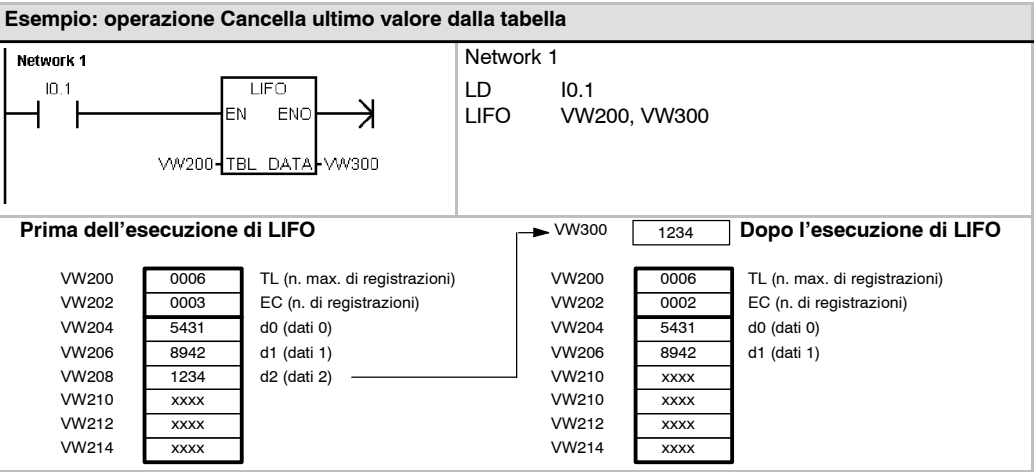 Esempio: operazione Cancella ultimo valore dalla tabella
Network 1
I0.1
LIFO
EN ENO
VW200 TBL DATA VW300
Network 1
LD I0.1
LIFO VW200, VW300
Prima dell'esecuzione di LIFO
VW200 0006 TL (n. max. di registrazioni)
VW202 0003 EC (n. di registrazioni)
VW204 5431 d0 (dati 0)
VW206 8942 d1 (dati 1)
VW208 1234 d2 (dati 2)
VW210 xxxx
VW212 xxxx
VW214 xxxx
VW300 1234 Dopo l'esecuzione di LIFO
VW200 0006 TL (n. max. di registrazioni)
VW202 0002 EC (n. di registrazioni)
VW204 5431 d0 (dati 0)
VW206 8942 d1 (dati 1)
VW210 xxxx
VW210 xxxx
VW212 xxxx
VW214 xxxx